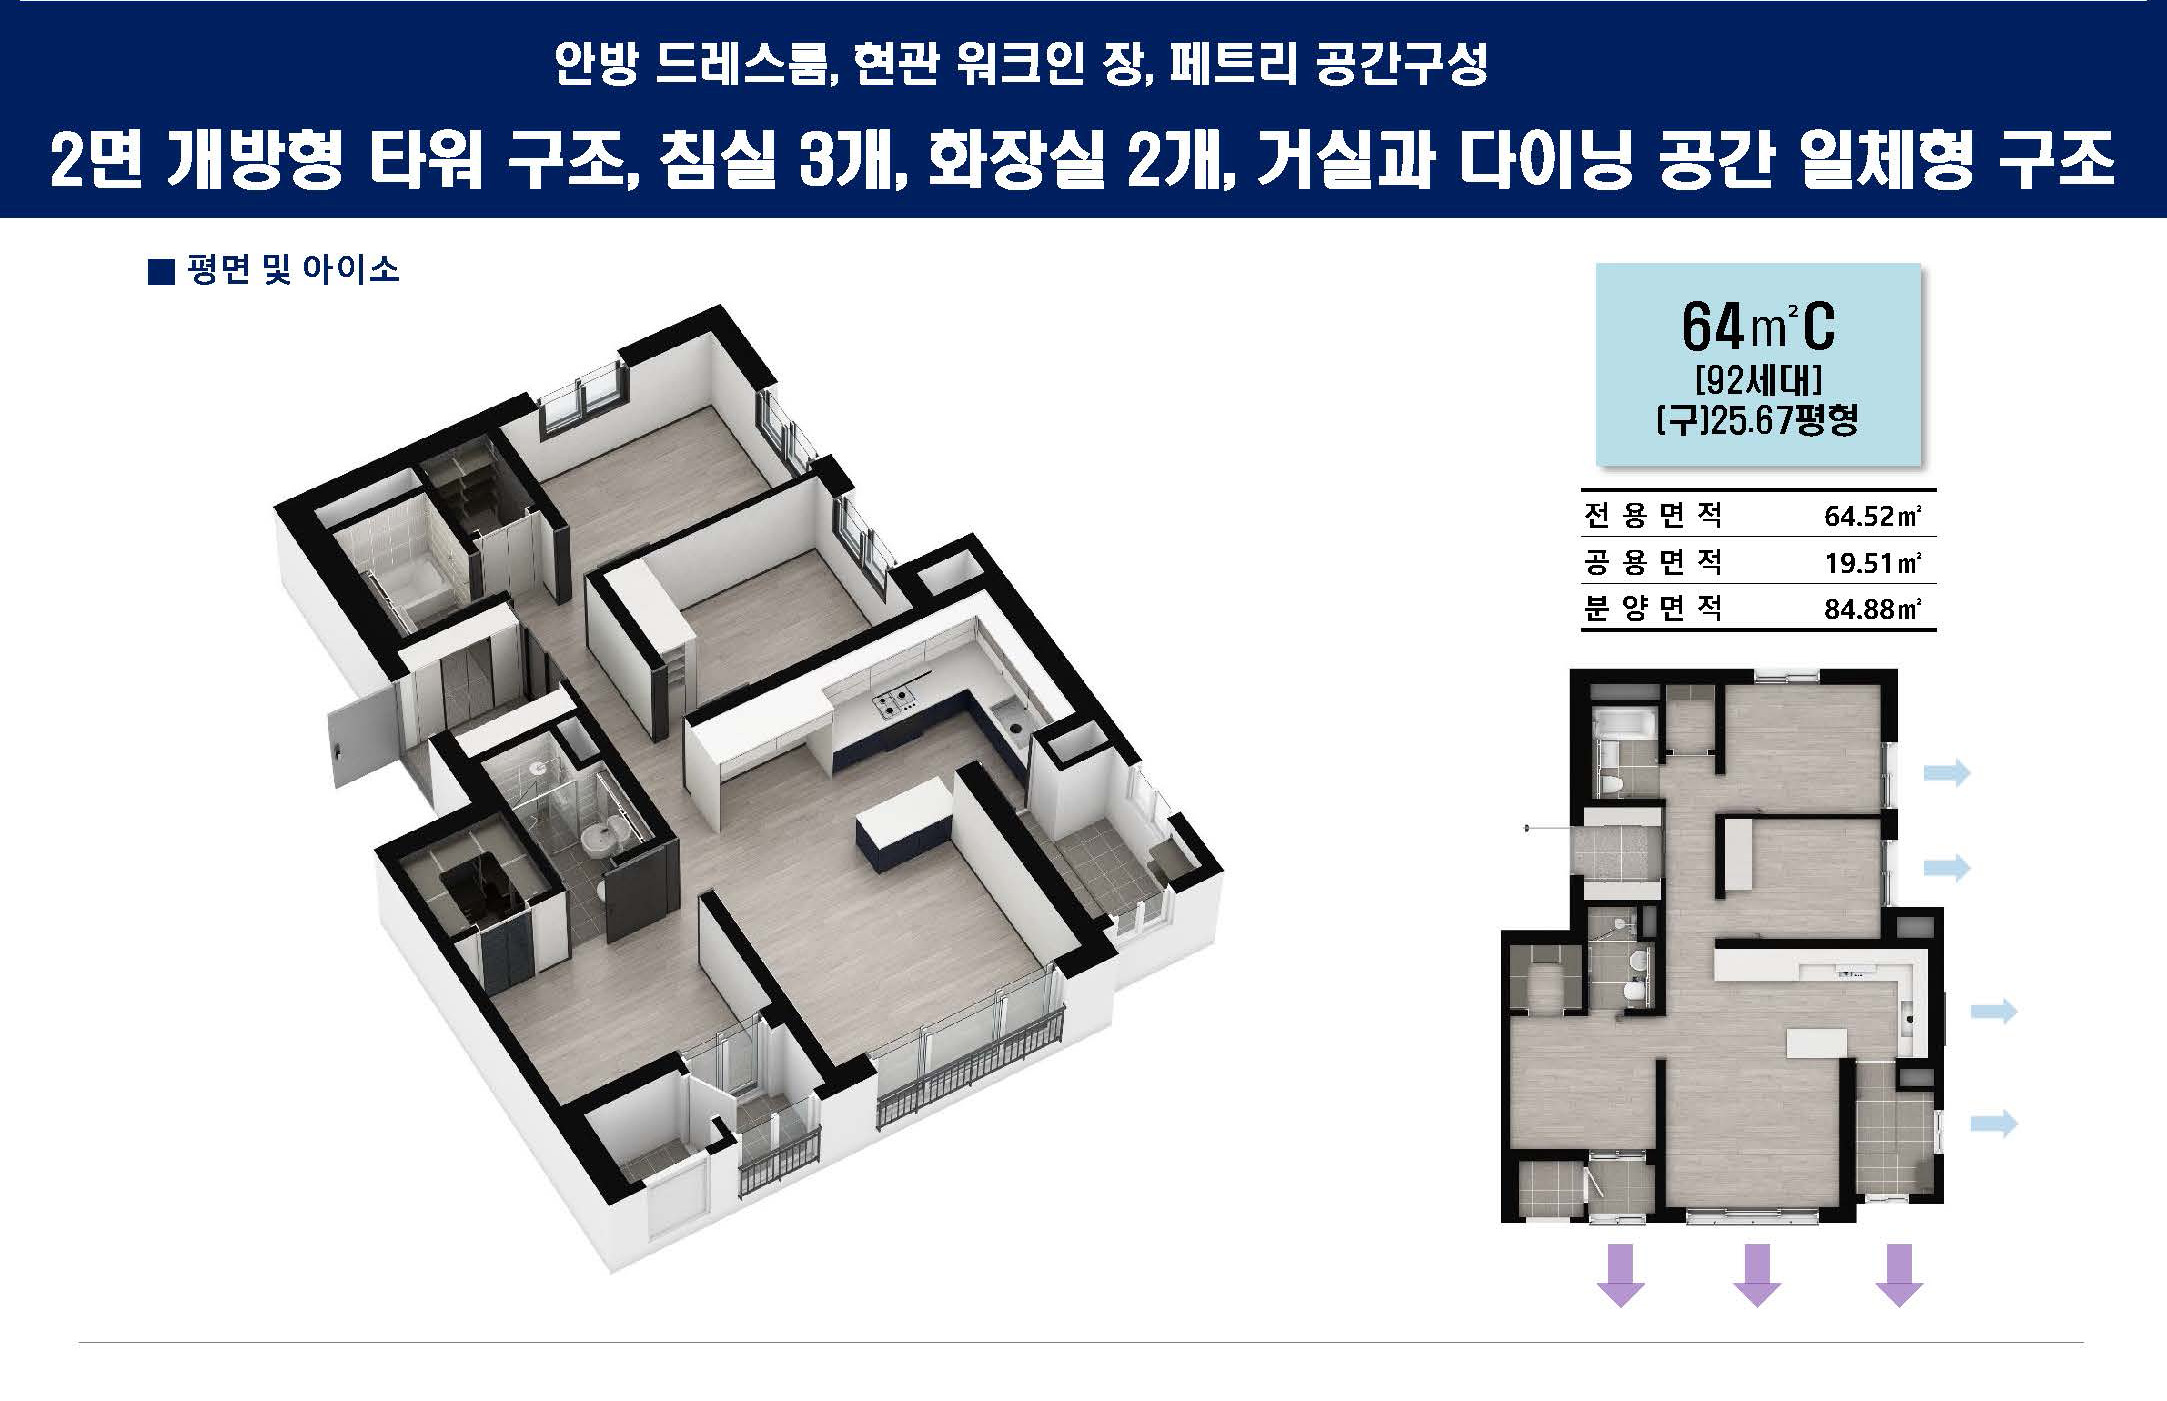 안방 드레스룸, 현관 워크인 장, 페트리 공간구성
2면 개방형 타워 구조, 침실 3개, 화장실 2개, 거실과 다이닝 공간 일체형 구조
■ 평면 및 아이소
64㎡C
[92세대]
(구)25.67평형
전용면적 64.52㎡
공용면적 19.51㎡
분양면적 84.88㎡